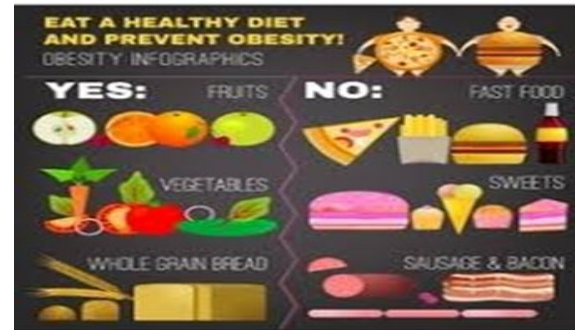 EAT A HEALTHY DIET
AND PREVENT OBESITY!
OBESITY INFOGRAPHICS
YES:
FRUITS
VEGETABLES
WHOLE GRAIN BREAD
NO:
FAST FOOD
SWEETS
SAUSAGE & BACON